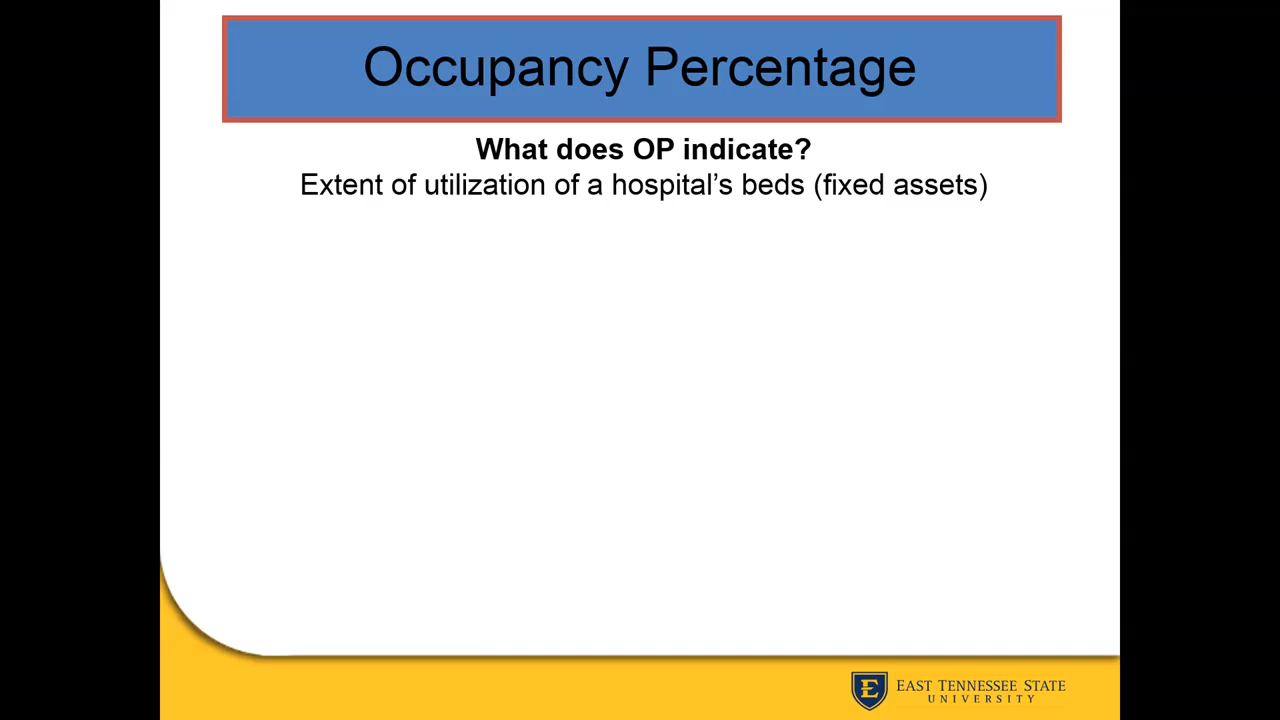 Occupancy Percentage
What does OP indicate?
Extent of utilization of a hospital’s beds (fixed assets)
E
EAST TENNESSEE STATE
UNIVERSITY